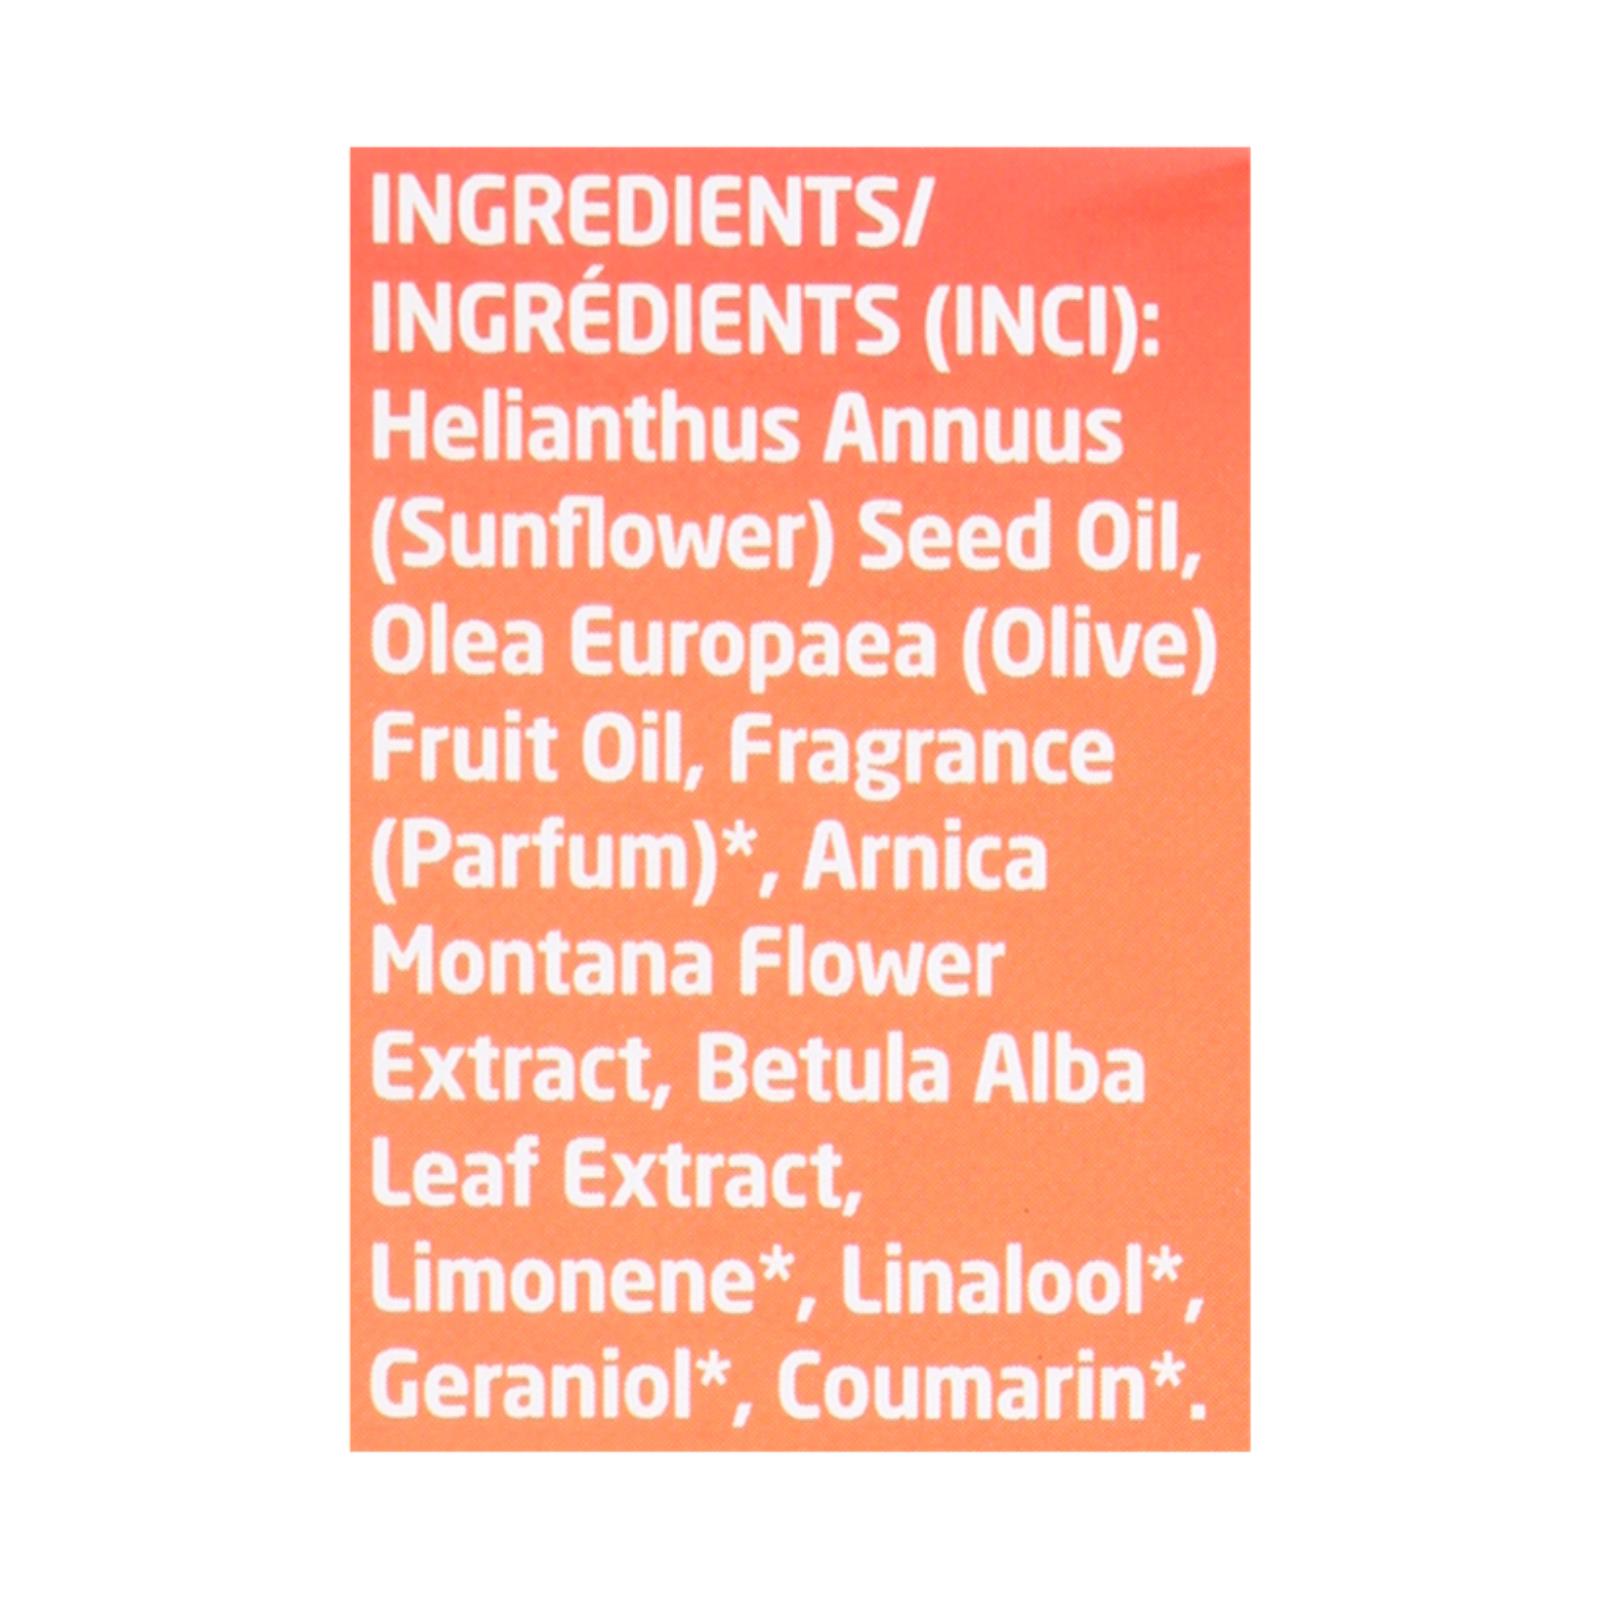 INGREDIENTS/
INGRÉDIENTS (INCI):
Helianthus Annuus
(Sunflower) Seed Oil,
Olea Europaea (Olive)
Fruit Oil, Fragrance
(Parfum)*, Arnica
Montana Flower
Extract, Betula Alba
Leaf Extract,
Limonene*, Linalool*,
Geraniol*, Coumarin*.